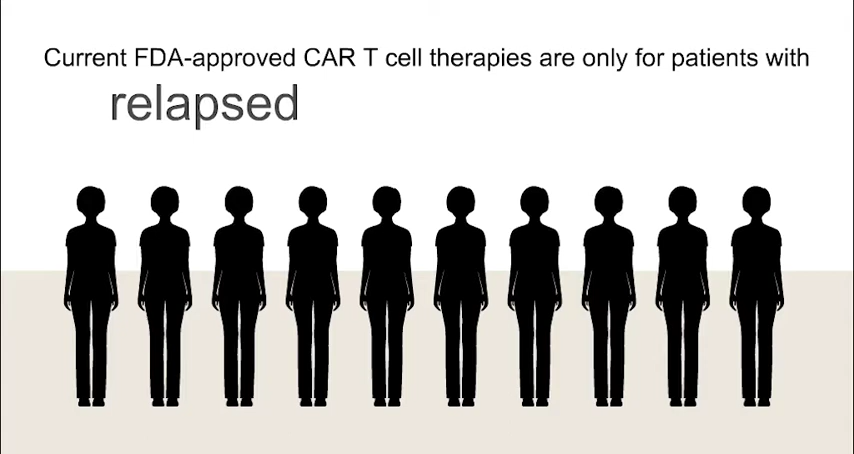 Current FDA-approved CAR T cell therapies are only for patients with
relapsed